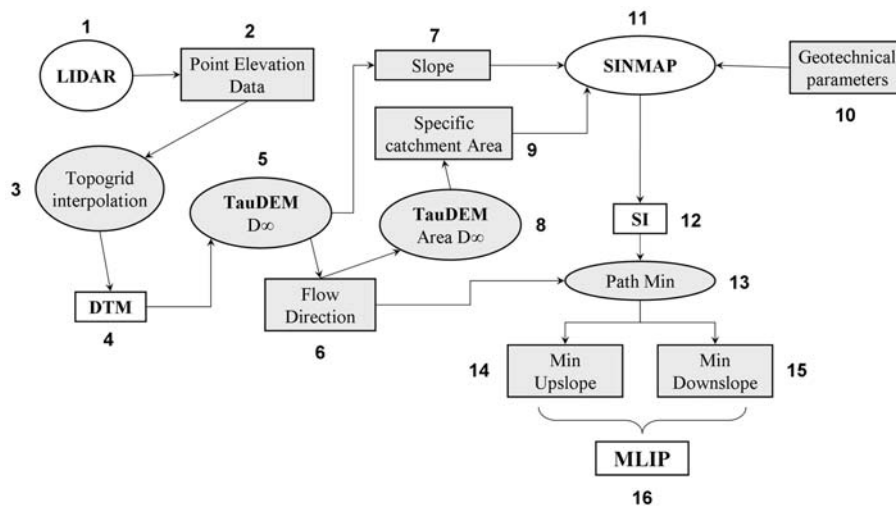 1
LIDAR
2
Point Elevation
Data
3
Topogrid
interpolation
DTM
4
5
TauDEM
D∞
Flow
Direction
6
7
Slope
Specific
catchment Area
9
TauDEM
Area D∞
8
11
SINMAP
Geotechnical
parameters
10
SI
12
Path Min
13
14
Min
Upslope
Min
Downslope
15
MLIP
16